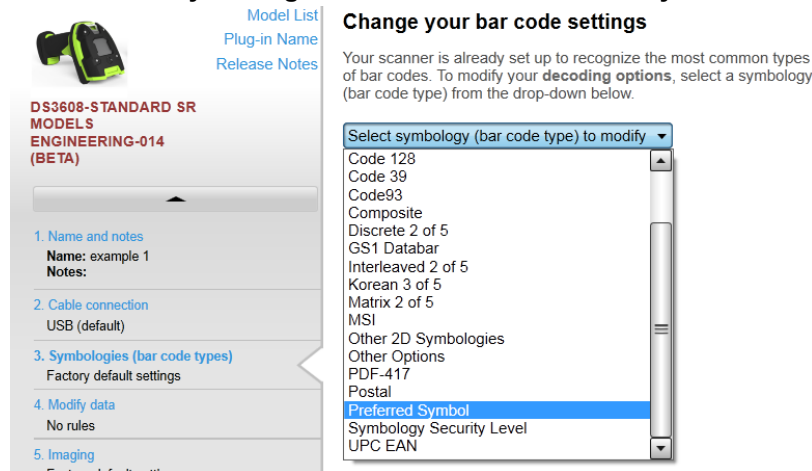 Model List
Plug-in Name
Release Notes
DS3608-STANDARD SR
MODELS
ENGINEERING-014
(BETA)
1. Name and notes
Name: example 1
Notes:
2. Cable connection
USB (default)
3. Symbologies (bar code types)
Factory default settings
4. Modify data
No rules
5. Imaging
Change your bar code settings
Your scanner is already set up to recognize the most common types
of bar codes. To modify your decoding options, select a symbology
(bar code type) from the drop-down below.
Select symbology (bar code type) to modify
Code 128
Code 39
Code93
Composite
Discrete 2 of 5
GS1 Databar
Interleaved 2 of 5
Korean 3 of 5
Matrix 2 of 5
MSI
Other 2D Symbologies
Other Options
PDF-417
Postal
Preferred Symbol
Symbology Security Level
UPC EAN